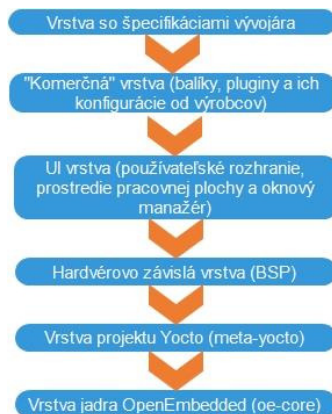 Vrstva so špecifikáciami vývojára
"Komerčná" vrstva (balíky, pluginy a ich
konfigurácie od výrobcov)
UI vrstva (používateľské rozhranie,
prostredie pracovnej plochy a oknový
manažér)
Hardvérovo závislá vrstva (BSP)
Vrstva projektu Yocto (meta-yocto)
Vrstva jadra OpenEmbedded (oe-core)